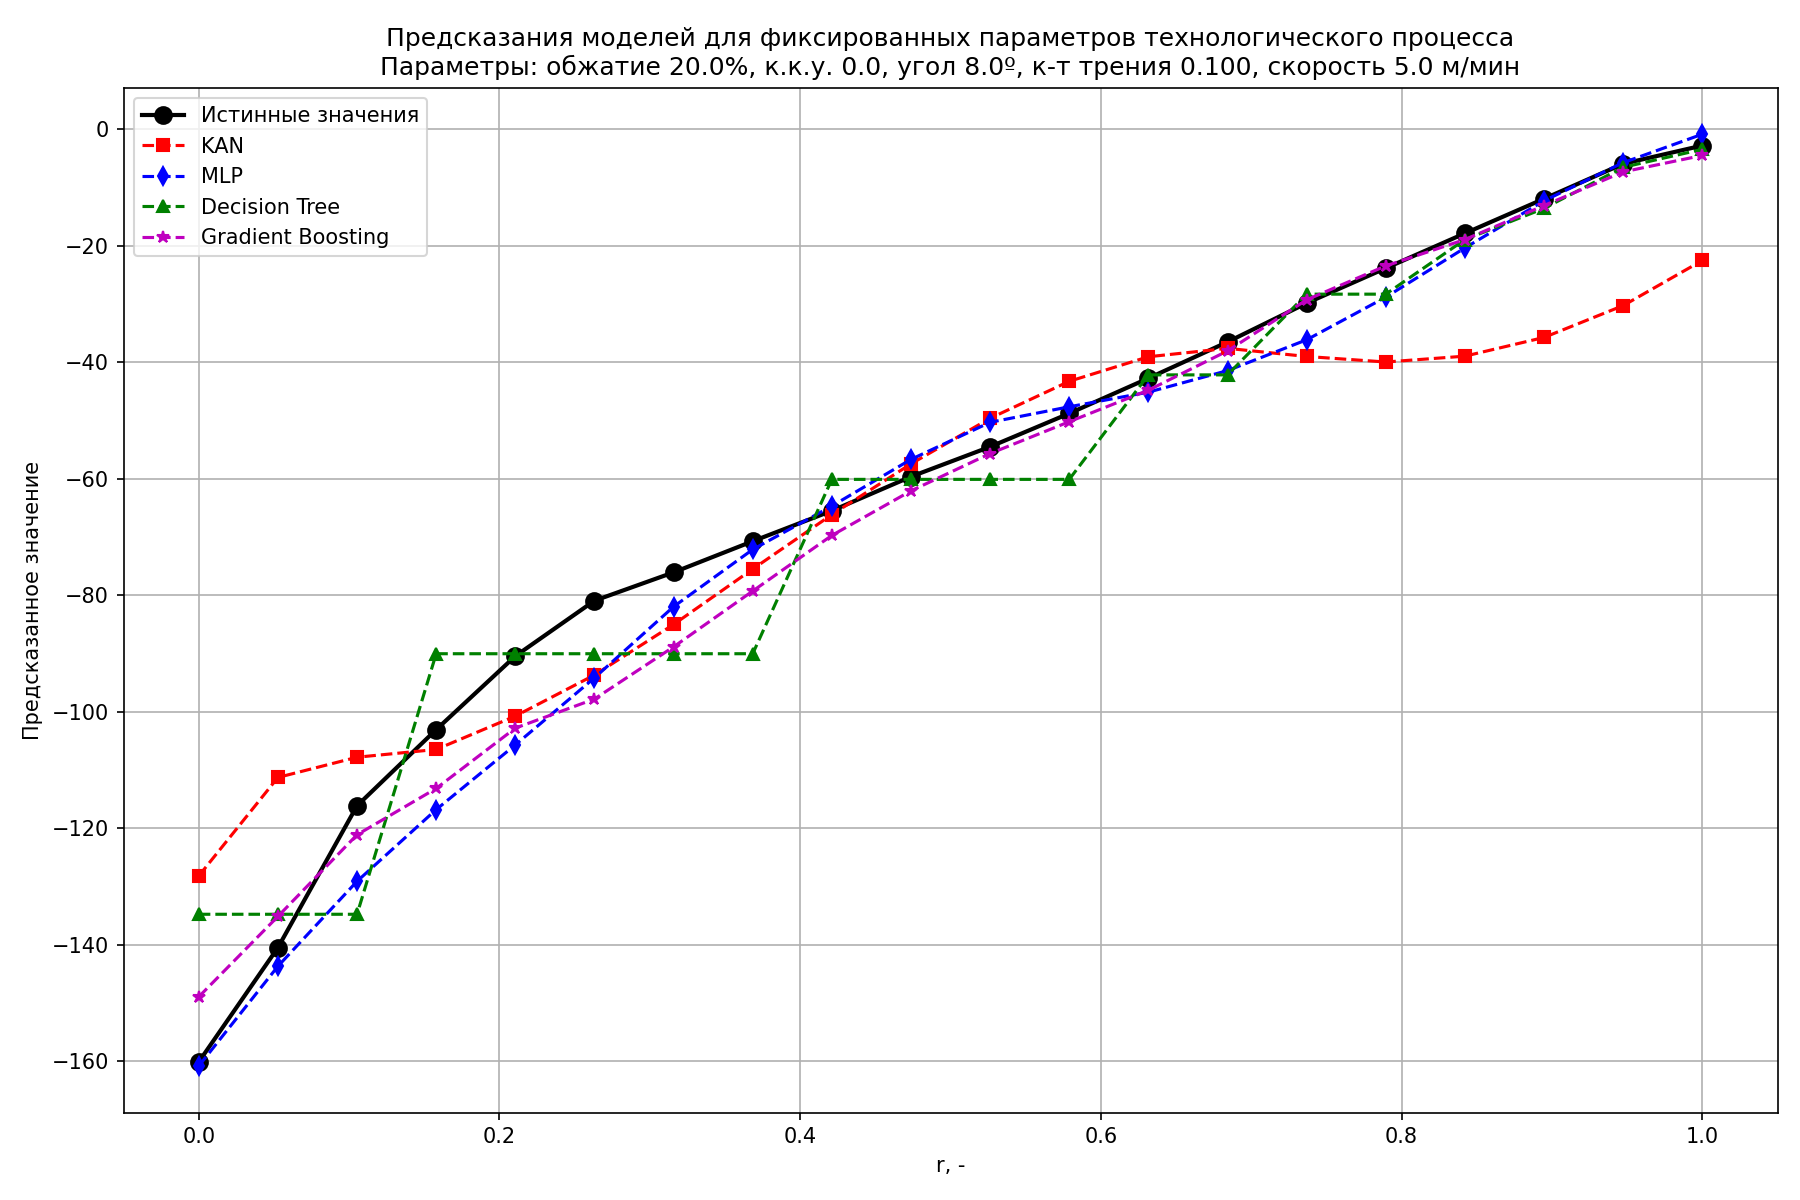 Предсказания моделей для фиксированных параметров технологического процесса
Параметры: обжатие 20.0%, к.к.у. 0.0, угол 8.0º, к-т трения 0.100, скорость 5.0 м/мин
Истинные значения
KAN
MLP
Decision Tree
Gradient Boosting
Предсказанное значение
0
−20
−40
−60
−80
−100
−120
−140
−160
0.0
0.2
0.4
0.6
0.8
1.0
r, -